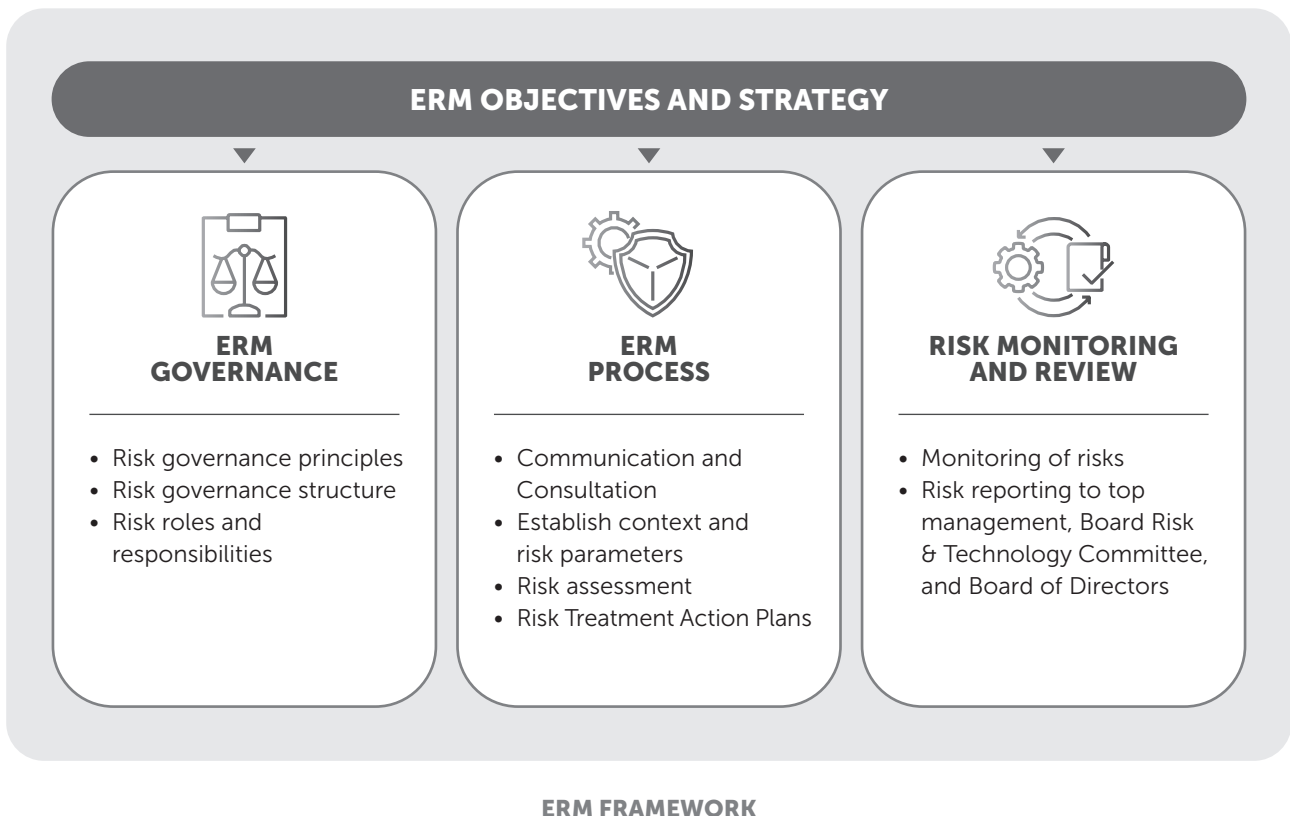 ERM OBJECTIVES AND STRATEGY
ERM
GOVERNANCE
• Risk governance principles
• Risk governance structure
• Risk roles and
responsibilities
ERM
PROCESS
• Communication and
Consultation
• Establish context and
risk parameters
• Risk assessment
• Risk Treatment Action Plans
RISK MONITORING
AND REVIEW
• Monitoring of risks
• Risk reporting to top
management, Board Risk
& Technology Committee,
and Board of Directors
ERM FRAMEWORK